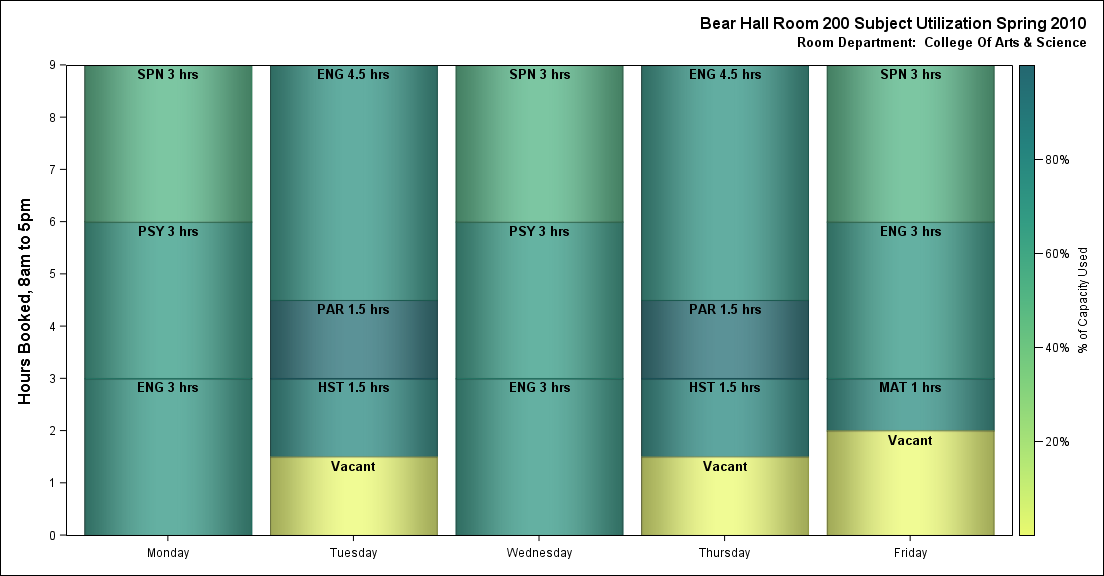 Bear Hall Room 200 Subject Utilization Spring 2010
Room Department:  College Of Arts & Science
Hours Booked, 8am to 5pm
9
8
7
6
5
4
3
2
1
0
SPN 3 hrs
PSY 3 hrs
ENG 3 hrs
Monday
ENG 4.5 hrs
PAR 1.5 hrs
HST 1.5 hrs
Vacant
Tuesday
SPN 3 hrs
PSY 3 hrs
ENG 3 hrs
Wednesday
ENG 4.5 hrs
PAR 1.5 hrs
HST 1.5 hrs
Vacant
Thursday
SPN 3 hrs
ENG 3 hrs
MAT 1 hrs
Vacant
Friday
80%
60%
40%
20%
% of Capacity Used